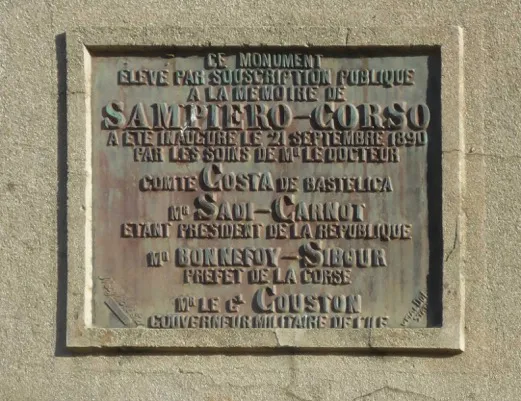 CE MONUMENT
ÉLEVÉ PAR SOUSCRIPTION PUBLIQUE
A LA MÉMOIRE DE
SAMPIERO-CORSO
A ÉTÉ INAUGURÉ LE 21 SEPTEMBRE 1890
PAR LES SOINS DE MR LE DOCTEUR
COMTE COSTA DE BASTELICA
MR SADI-CARNOT
ETANT PRÉSIDENT DE LA RÉPUBLIQUE
MR BONNEFOY-SIBOUR
PRÉFET DE LA CORSE
MR LE GL COUSTON
GOUVERNEUR MILITAIRE DE L'ILE